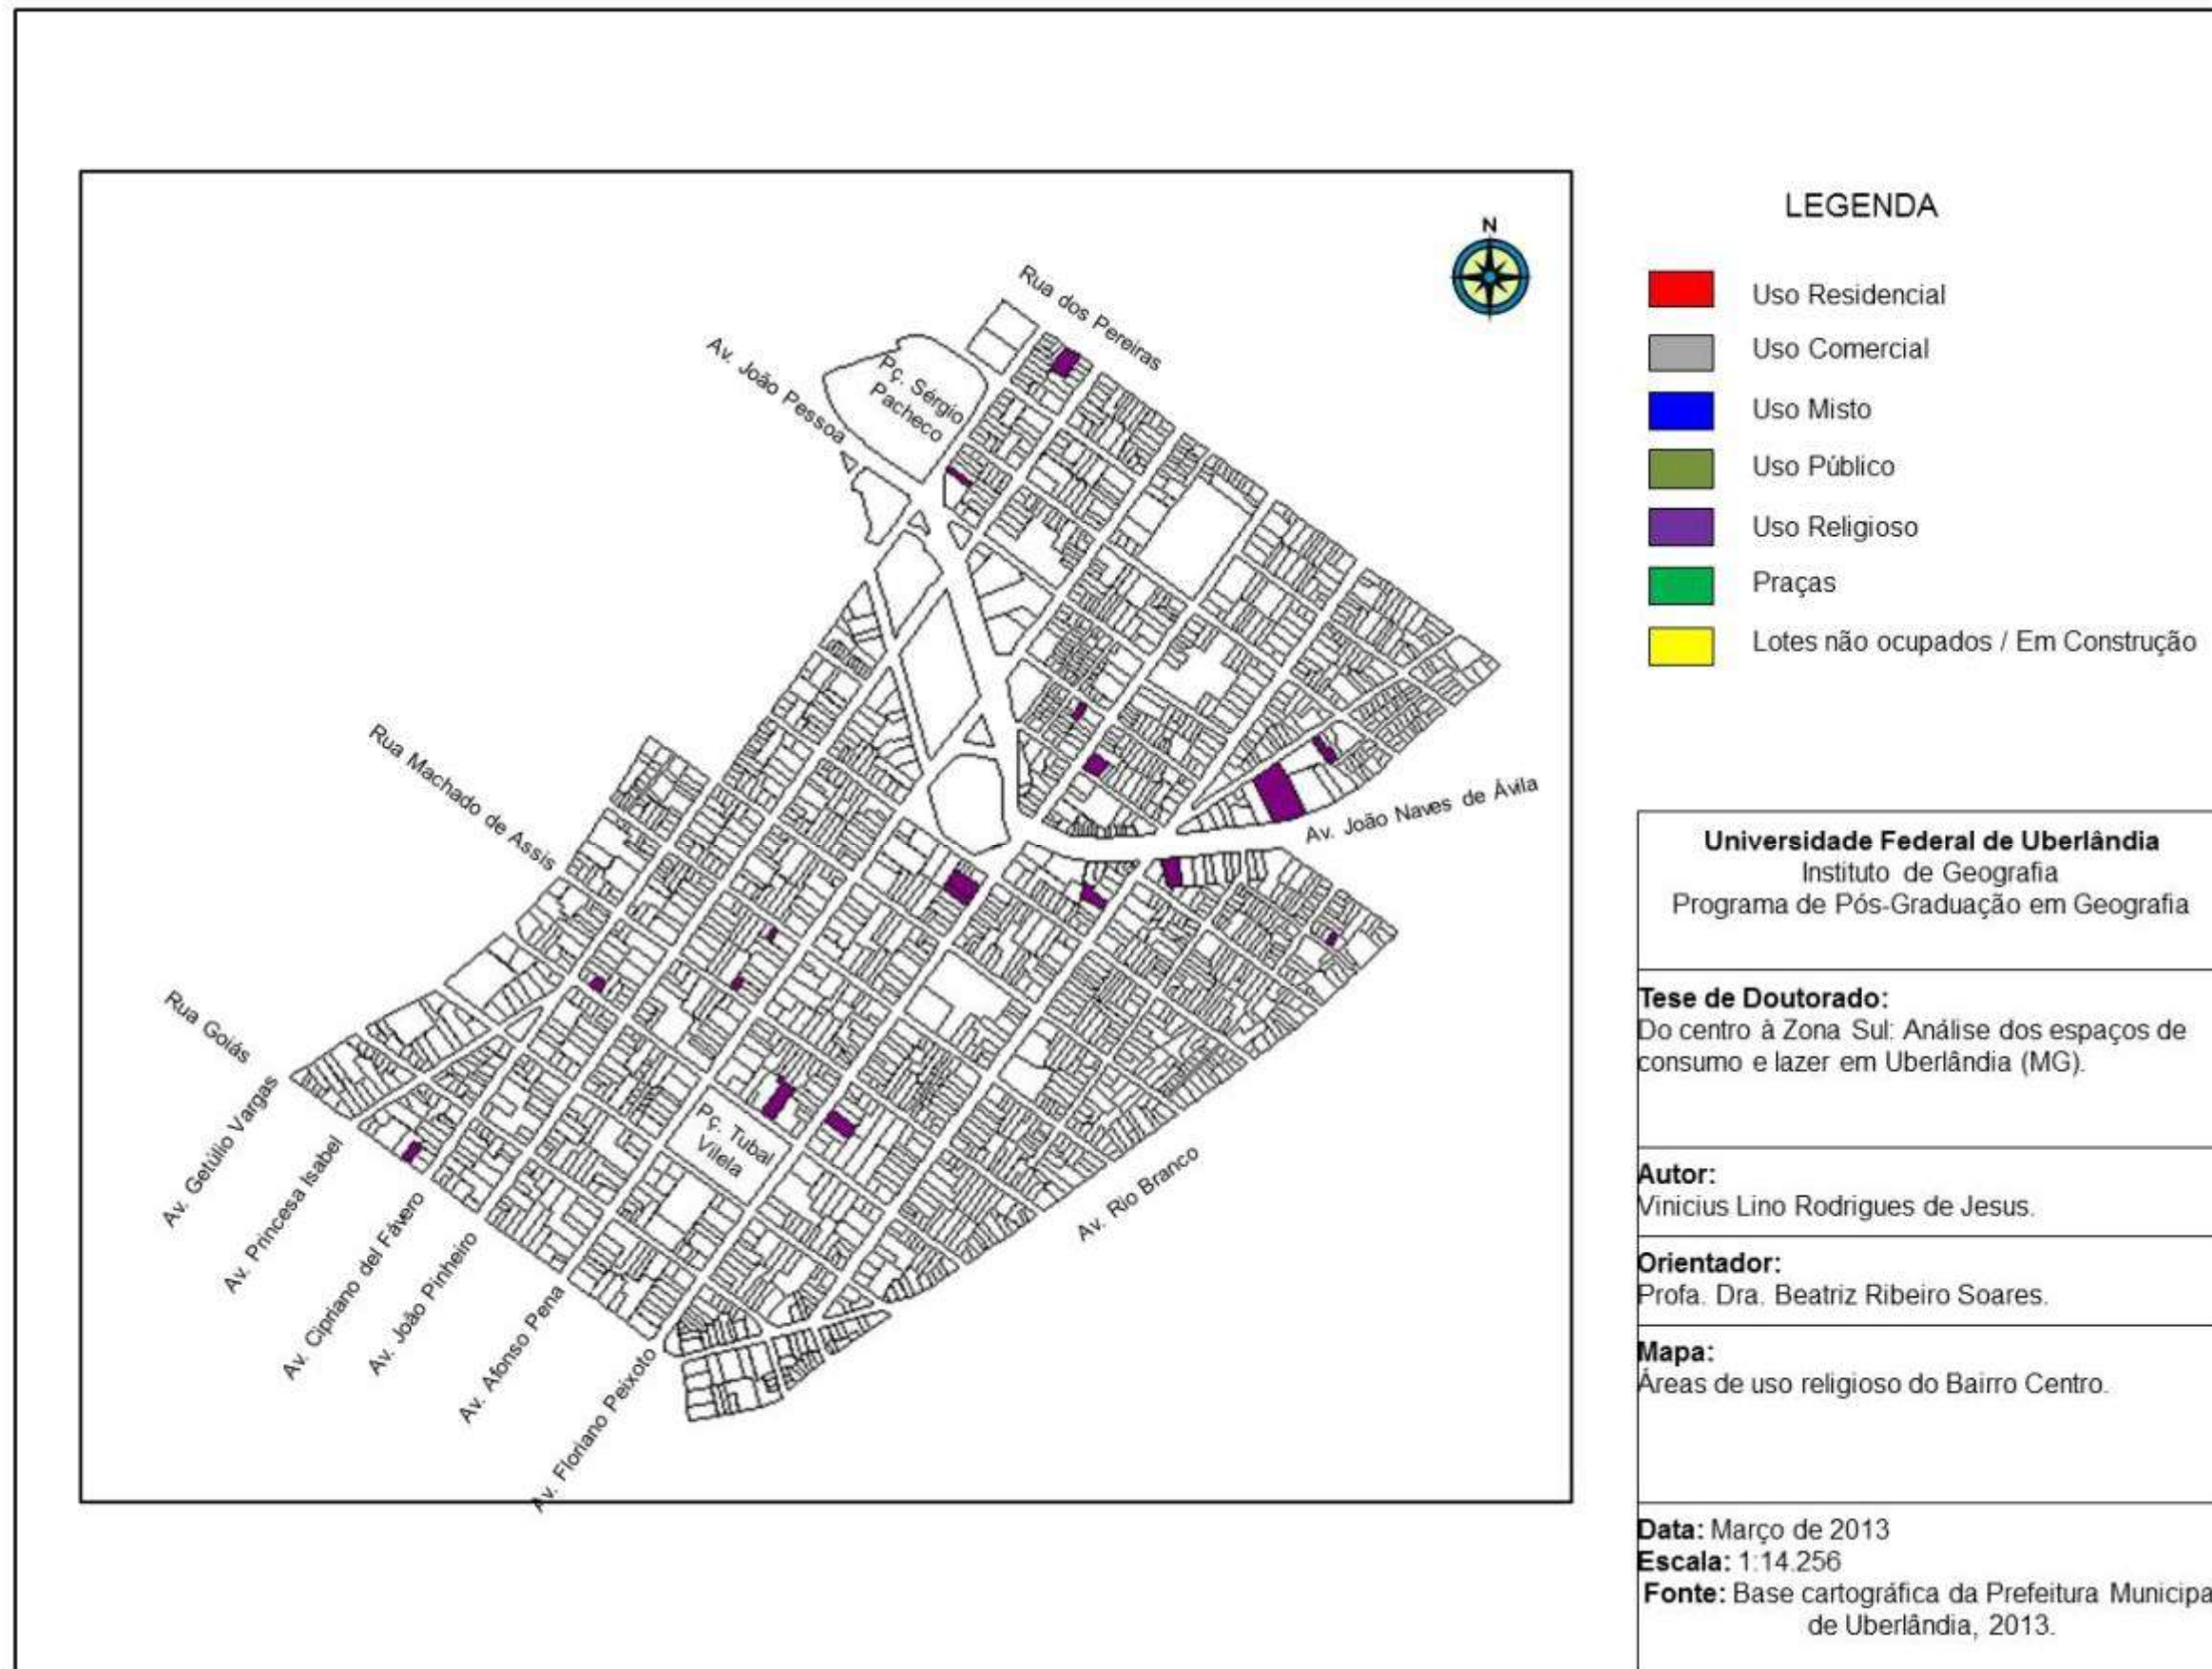 N
Rua dos Pereiras
Av. João Pessoa
Pç. Sérgio
Pacheco
Rua Machado de Assis
Av. João Naves de Ávila
Rua Goiás
Av. Getúlio Vargas
Av. Princesa Isabel
Av. Cipriano del Fávero
Av. João Pinheiro
Av. Afonso Pena
Av. Floriano Peixoto
Pç. Tubal
Vilela
Av. Rio Branco
LEGENDA
Uso Residencial
Uso Comercial
Uso Misto
Uso Público
Uso Religioso
Praças
Lotes não ocupados / Em Construção
Universidade Federal de Uberlândia
Instituto de Geografia
Programa de Pós-Graduação em Geografia
Tese de Doutorado:
Do centro à Zona Sul: Análise dos espaços de
consumo e lazer em Uberlândia (MG).
Autor:
Vinicius Lino Rodrigues de Jesus.
Orientador:
Profa. Dra. Beatriz Ribeiro Soares.
Mapa:
Áreas de uso religioso do Bairro Centro.
Data: Março de 2013
Escala: 1:14.256
Fonte: Base cartográfica da Prefeitura Municipa
de Uberlândia, 2013.